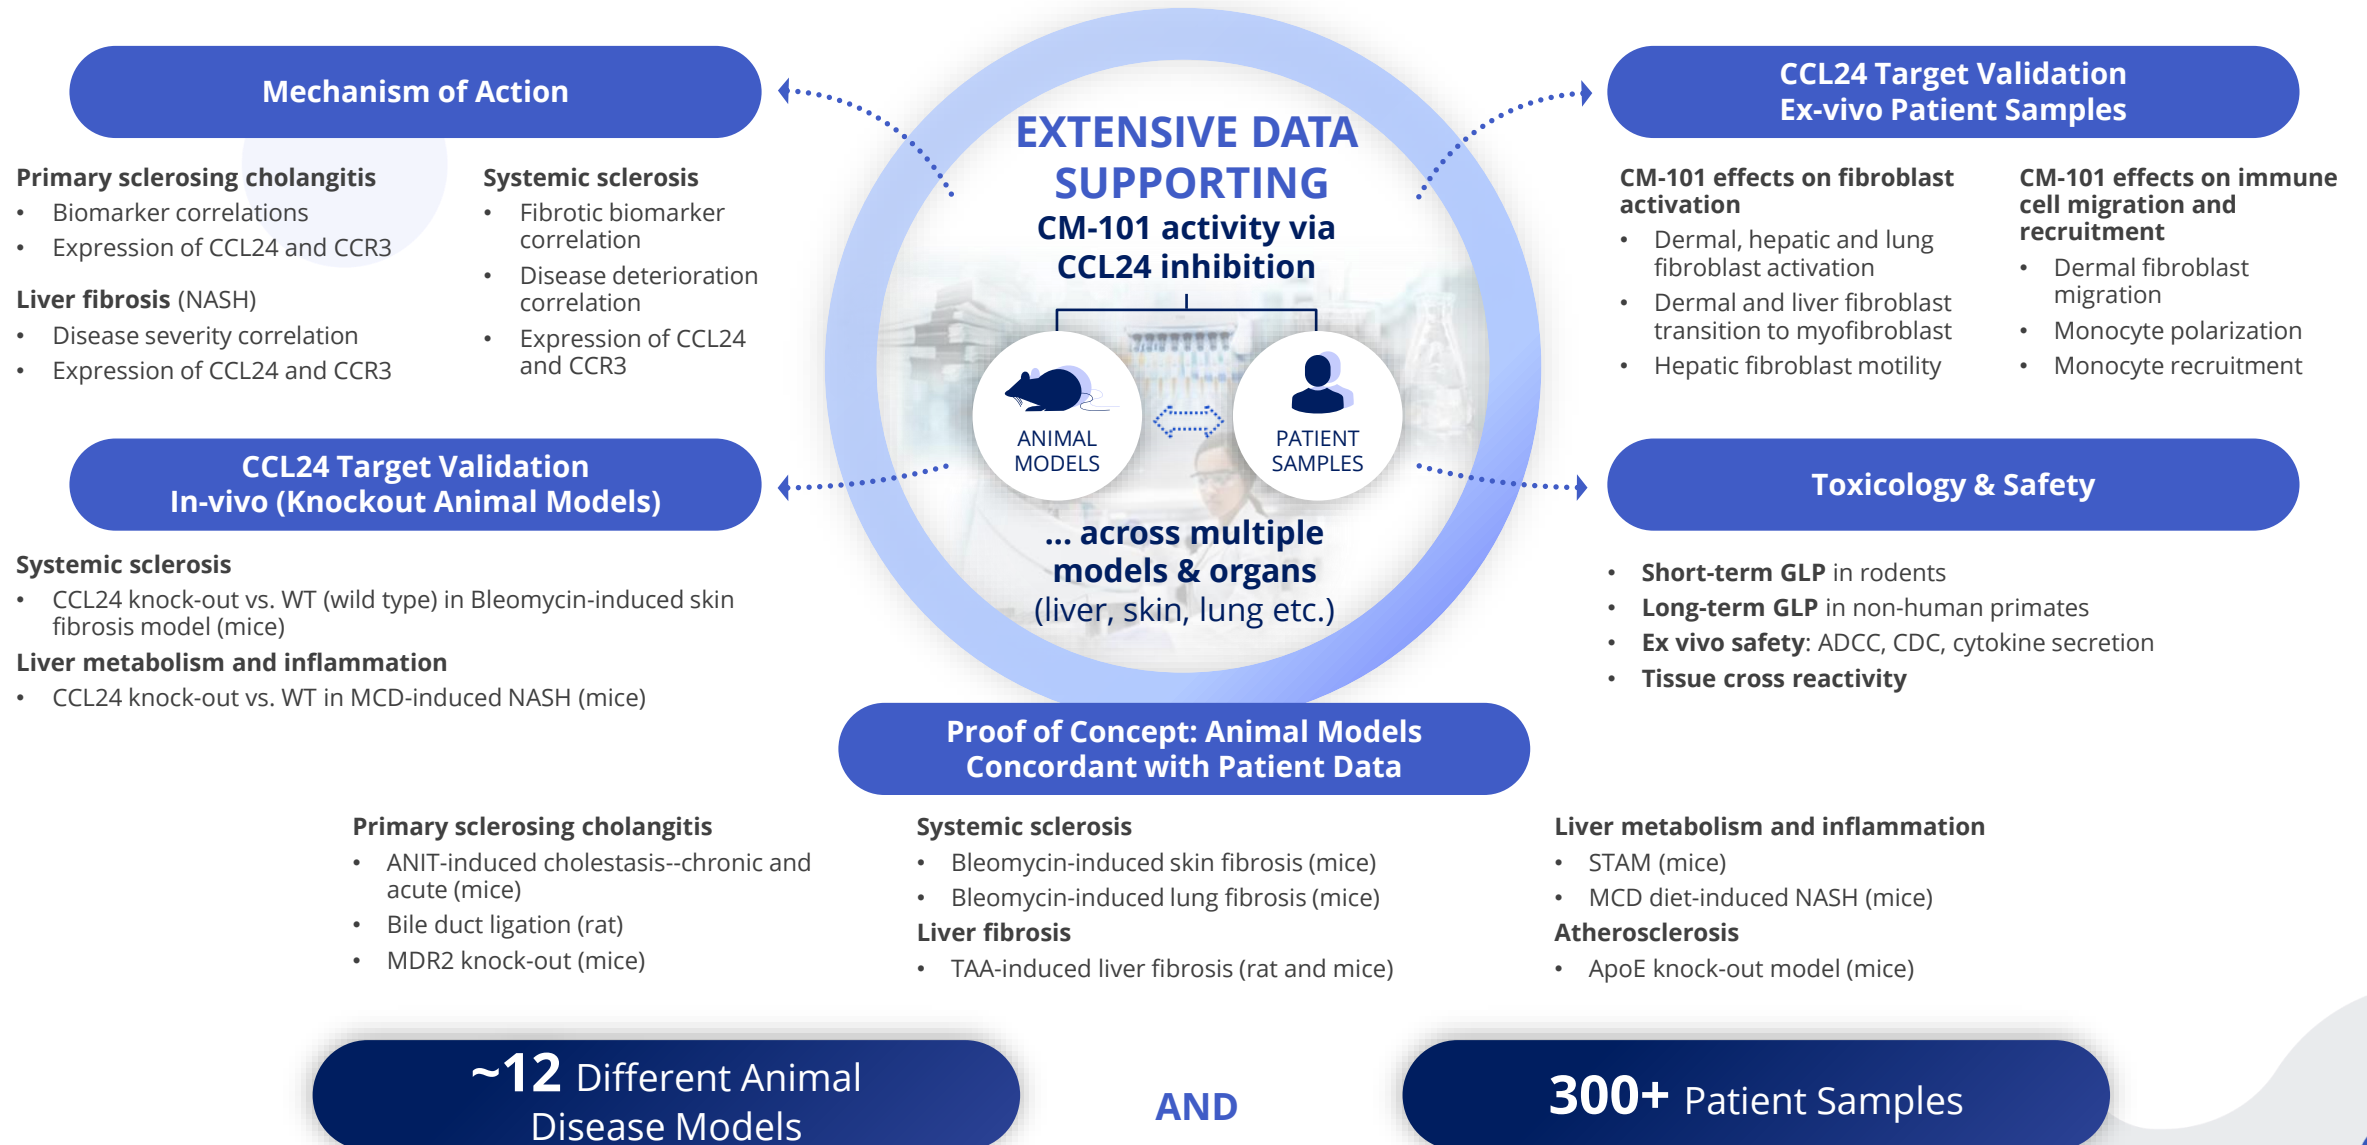 Mechanism of Action
Primary sclerosing cholangitis
• Biomarker correlations
• Expression of CCL24 and CCR3
Liver fibrosis (NASH)
• Disease severity correlation
• Expression of CCL24 and CCR3
Systemic sclerosis
• Fibrotic biomarker
correlation
• Disease deterioration
correlation
• Expression of CCL24
and CCR3
EXTENSIVE DATA
SUPPORTING
CM-101 activity via
CCL24 inhibition
ANIMAL
MODELS
PATIENT
SAMPLES
... across multiple
models & organs
(liver, skin, lung etc.)
CCL24 Target Validation
Ex-vivo Patient Samples
CM-101 effects on fibroblast
activation
• Dermal, hepatic and lung
fibroblast activation
• Dermal and liver fibroblast
transition to myofibroblast
• Hepatic fibroblast motility
CM-101 effects on immune
cell migration and
recruitment
• Dermal fibroblast
migration
• Monocyte polarization
• Monocyte recruitment
CCL24 Target Validation
In-vivo (Knockout Animal Models)
Systemic sclerosis
• CCL24 knock-out vs. WT (wild type) in Bleomycin-induced skin
fibrosis model (mice)
Liver metabolism and inflammation
• CCL24 knock-out vs. WT in MCD-induced NASH (mice)
Toxicology & Safety
• Short-term GLP in rodents
• Long-term GLP in non-human primates
• Ex vivo safety: ADCC, CDC, cytokine secretion
• Tissue cross reactivity
Proof of Concept: Animal Models
Concordant with Patient Data
Primary sclerosing cholangitis
• ANIT-induced cholestasis--chronic and
acute (mice)
• Bile duct ligation (rat)
• MDR2 knock-out (mice)
Systemic sclerosis
• Bleomycin-induced skin fibrosis (mice)
• Bleomycin-induced lung fibrosis (mice)
Liver fibrosis
• TAA-induced liver fibrosis (rat and mice)
Liver metabolism and inflammation
• STAM (mice)
• MCD diet-induced NASH (mice)
Atherosclerosis
• ApoE knock-out model (mice)
~12 Different Animal
Disease Models
AND
300+ Patient Samples